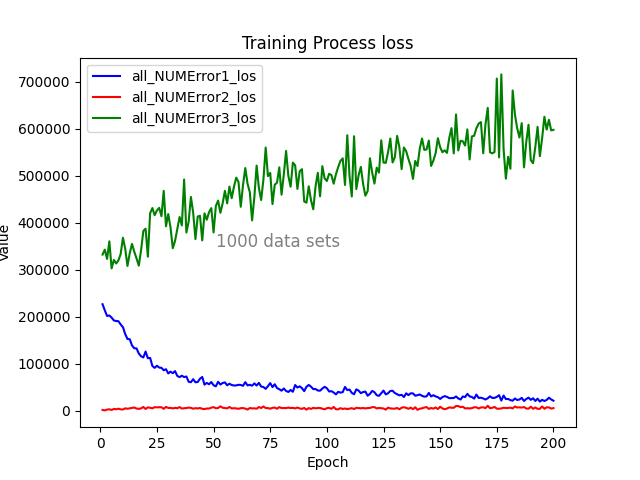 Training Process loss
all_NUMError1_los
all_NUMError2_los
all_NUMError3_los
700000
600000
500000
400000
300000
200000
100000
0
Value
1000 data sets
0 25 50 75 100 125 150 175 200
Epoch